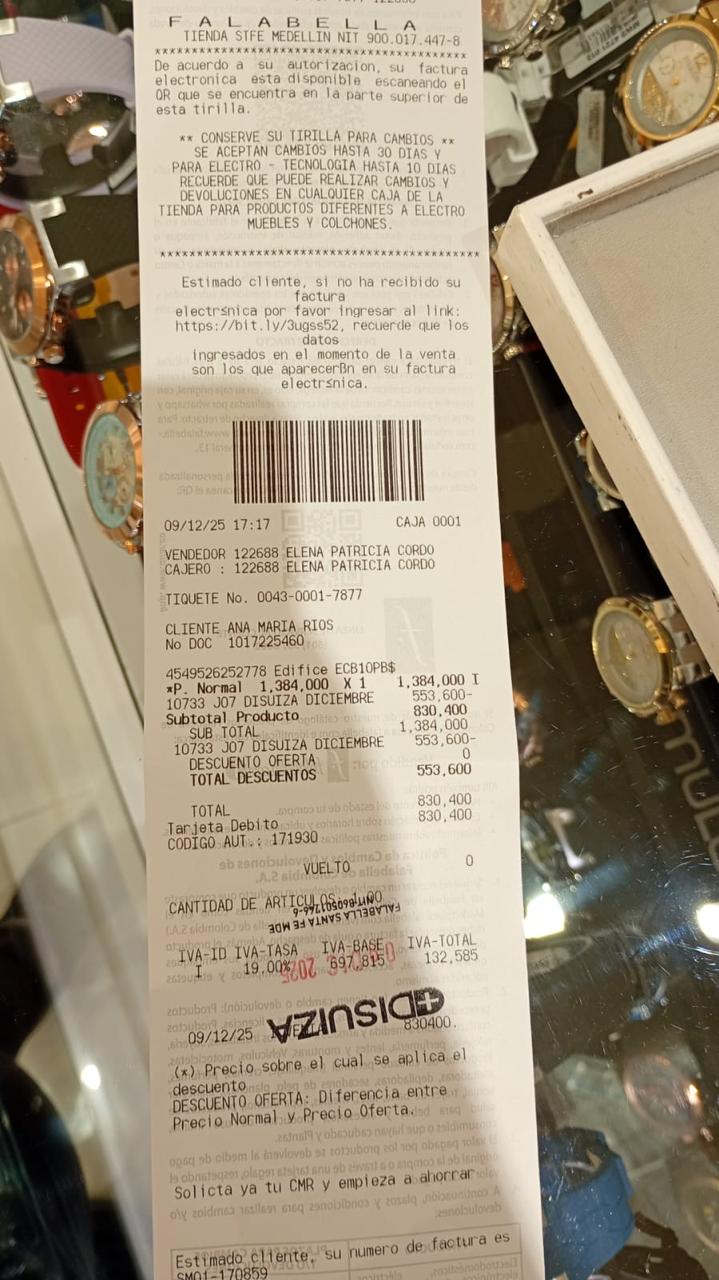 F A L A B E L L A
TIENDA STFE MEDELLIN NIT 900.017.447-8
****************************************
De acuerdo a su autorizacion, su factura
electronica esta disponible escaneando el
QR que se encuentra en la parte superior de
esta tirilla.
** CONSERVE SU TIRILLA PARA CAMBIOS **
SE ACEPTAN CAMBIOS HASTA 30 DIAS Y
PARA ELECTRO - TECNOLOGIA HASTA 10 DIAS
RECUERDE QUE PUEDE REALIZAR CAMBIOS Y
DEVOLUCIONES EN CUALQUIER CAJA DE LA
TIENDA PARA PRODUCTOS DIFERENTES A ELECTRO
MUEBLES Y COLCHONES.
****************************************
Estimado cliente, si no ha recibido su
factura
electr≤nica por favor ingresar al link:
https://bit.ly/3ugss52, recuerde que los
datos
ingresados en el momento de la venta
son los que aparecerßn en su factura
electr≤nica.
09/12/25 17:17 CAJA 0001
VENDEDOR 122688 ELENA PATRICIA CORDO
CAJERO : 122688 ELENA PATRICIA CORDO
TIQUETE No. 0043-0001-7877
CLIENTE ANA MARIA RIOS
No DOC 1017225460
4549526252778 Edifice ECB10PB$
*P. Normal 1,384,000 X 1 1,384,000 I
10733 J07 DISUIZA DICIEMBRE 553,600-
Subtotal Producto 830,400
SUB TOTAL 1,384,000
10733 J07 DISUIZA DICIEMBRE 553,600-
DESCUENTO OFERTA 0
TOTAL DESCUENTOS 553,600
TOTAL 830,400
Tarjeta Debito 830,400
CODIGO AUT.: 171930
VUELTO 0
CANTIDAD DE ARTICULOS 1.00
FALABELLA SANTA FE MDE
IVA-ID IVA-TASA IVA-BASE IVA-TOTAL
I 19.00% 697,815 132,585
DISUIZA
09/12/25 830400.
(*) Precio sobre el cual se aplica el
descuento
DESCUENTO OFERTA: Diferencia entre
Precio Normal y Precio Oferta.
Solicta ya tu CMR y empieza a ahorrar
Estimado cliente, su numero de factura es
SM01-170859